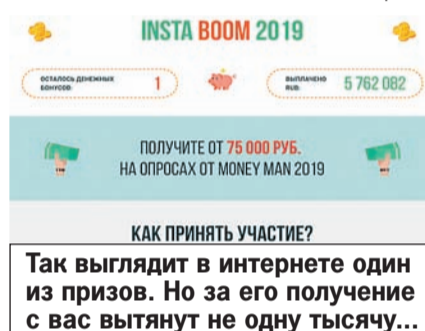 INSTA BOOM 2019
ОСТАЛОСЬ ДЕНЕЖНЫХ
БОНУСОВ:
1
ВЫПЛАЧЕНО
RUB:
5 762 082
ПОЛУЧИТЕ ОТ 75 000 РУБ.
НА ОПРОСАХ ОТ MONEY MAN 2019
КАК ПРИНЯТЬ УЧАСТИЕ?
Так выглядит в интернете один
из призов. Но за его получение
с вас вытянут не одну тысячу...